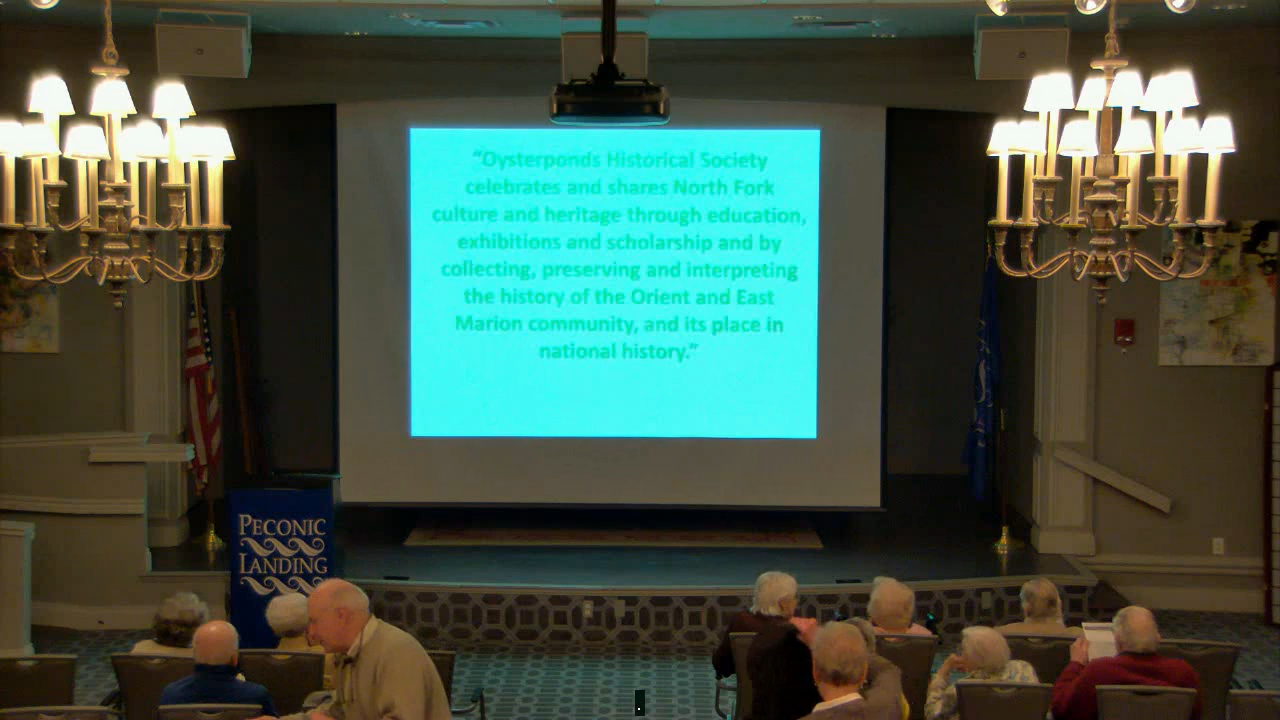 “Oysterponds Historical Society
celebrates and shares North Fork
culture and heritage through education,
exhibitions and scholarship and by
collecting, preserving and interpreting
the history of the Orient and East
Marion community, and its place in
national history.”
PECONIC
LANDING